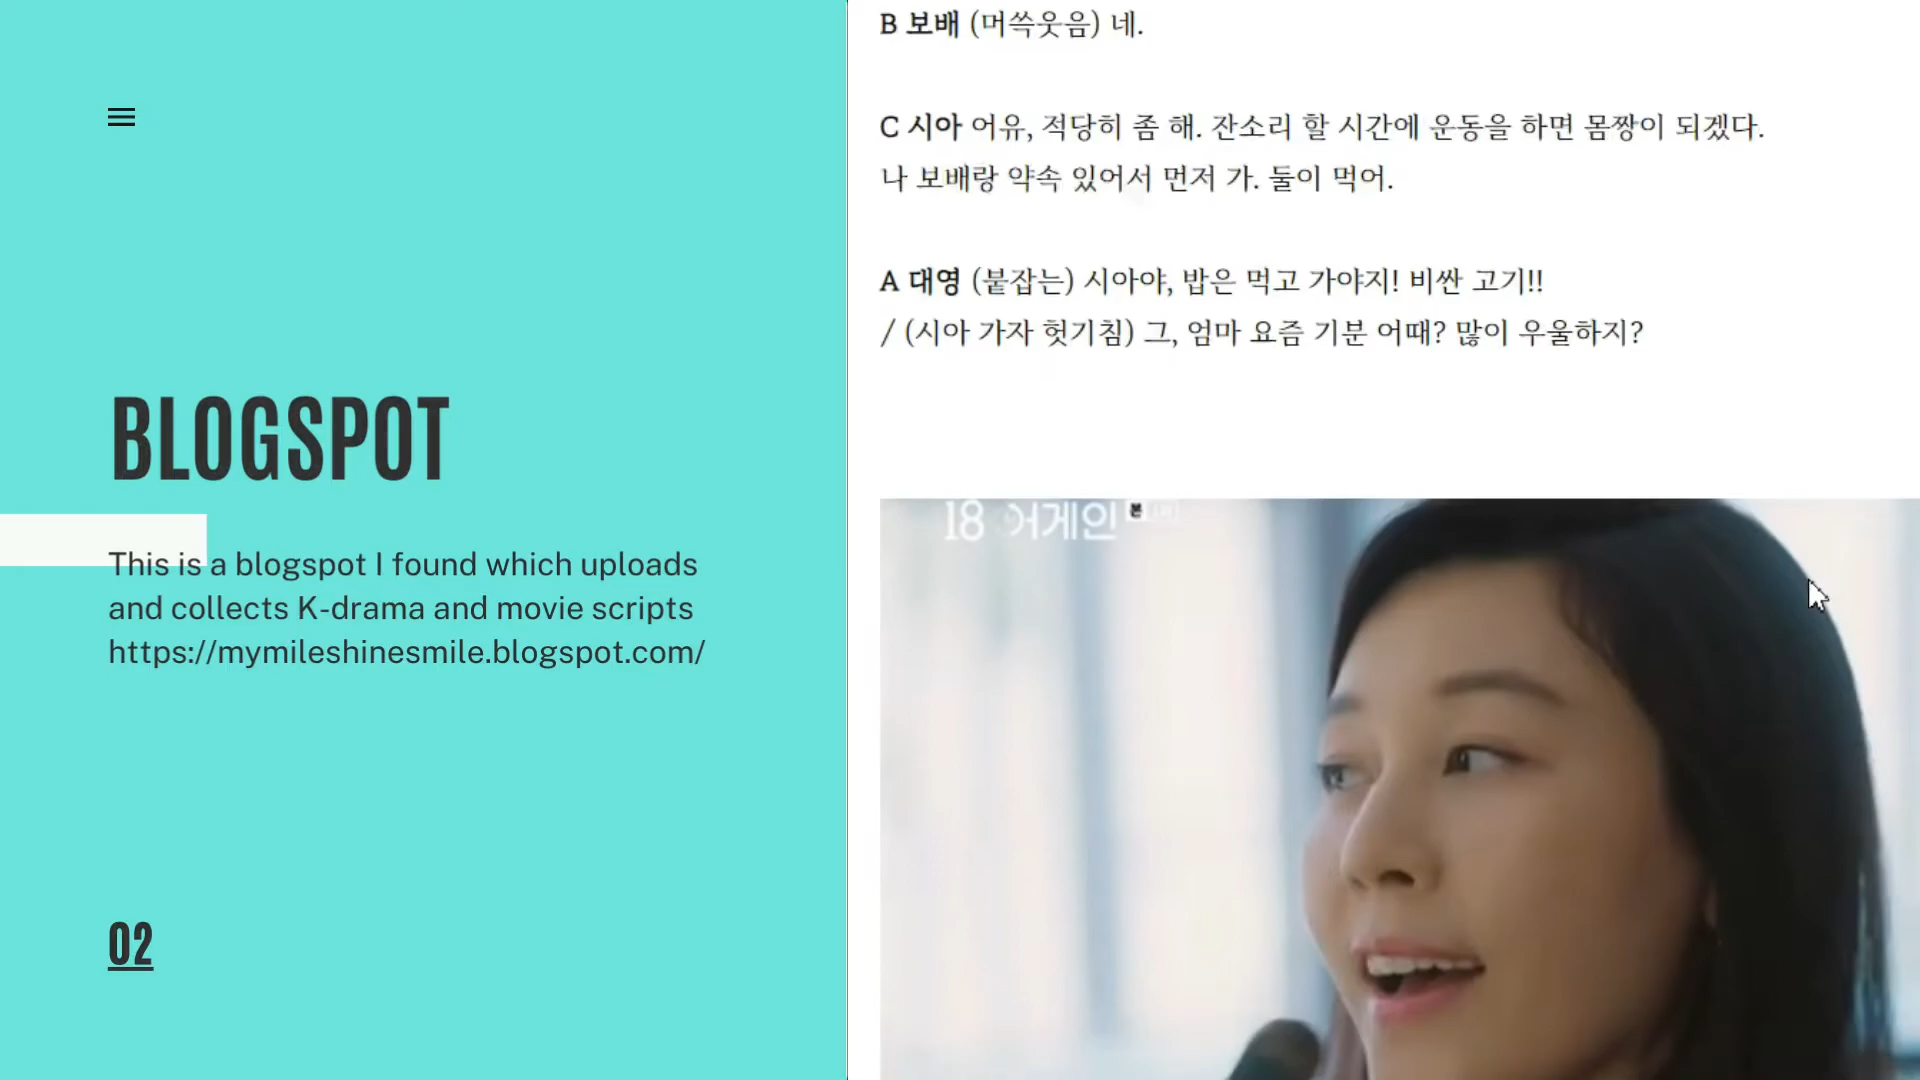 BLOGSPOT
This is a blogspot I found which uploads
and collects K-drama and movie scripts
https://mymileshinesmile.blogspot.com/
02
B 보배 (머쓱웃음) 네.
C 시아 어유, 적당히 좀 해. 잔소리 할 시간에 운동을 하면 몸짱이 되겠다.
나 보배랑 약속 있어서 먼저 가. 둘이 먹어.
A 대영 (붙잡는) 시아야, 밥은 먹고 가야지! 비싼 고기!!
/ (시아 가자 헛기침) 그, 엄마 요즘 기분 어때? 많이 우울하지?
18 어게인 본